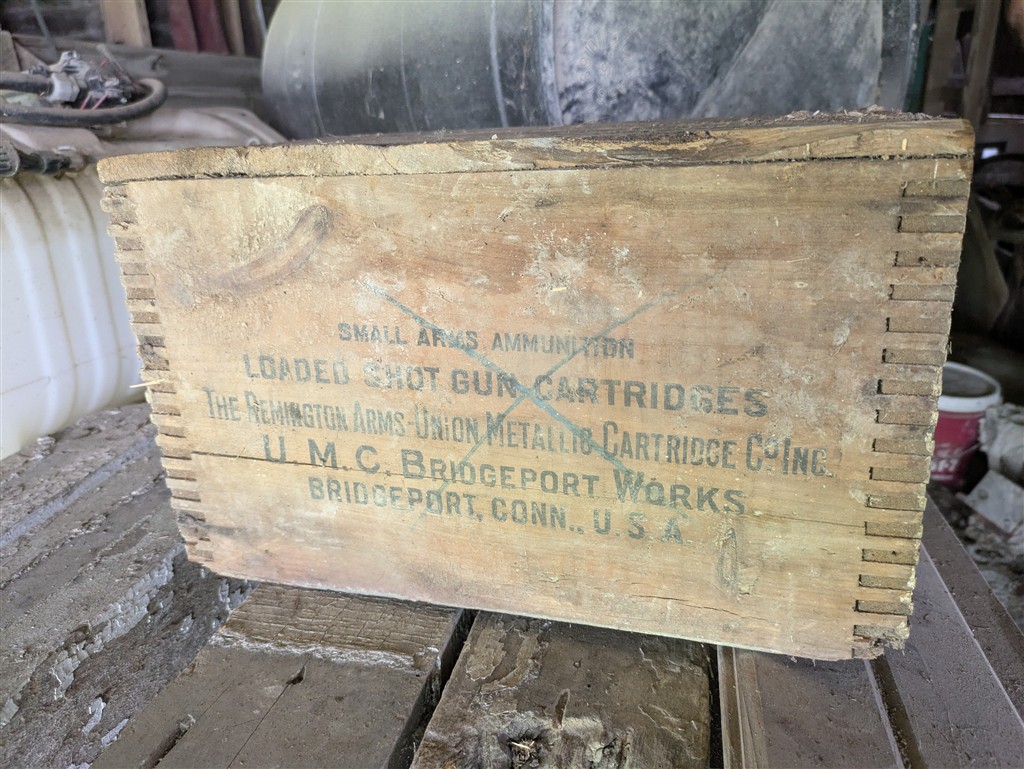 SMALL ARMS AMMUNITION
LOADED SHOT GUN CARTRIDGES
THE REMINGTON ARMS-UNION METALLIC CARTRIDGE CO. INC.
U.M.C. BRIDGEPORT WORKS
BRIDGEPORT, CONN., U.S.A.